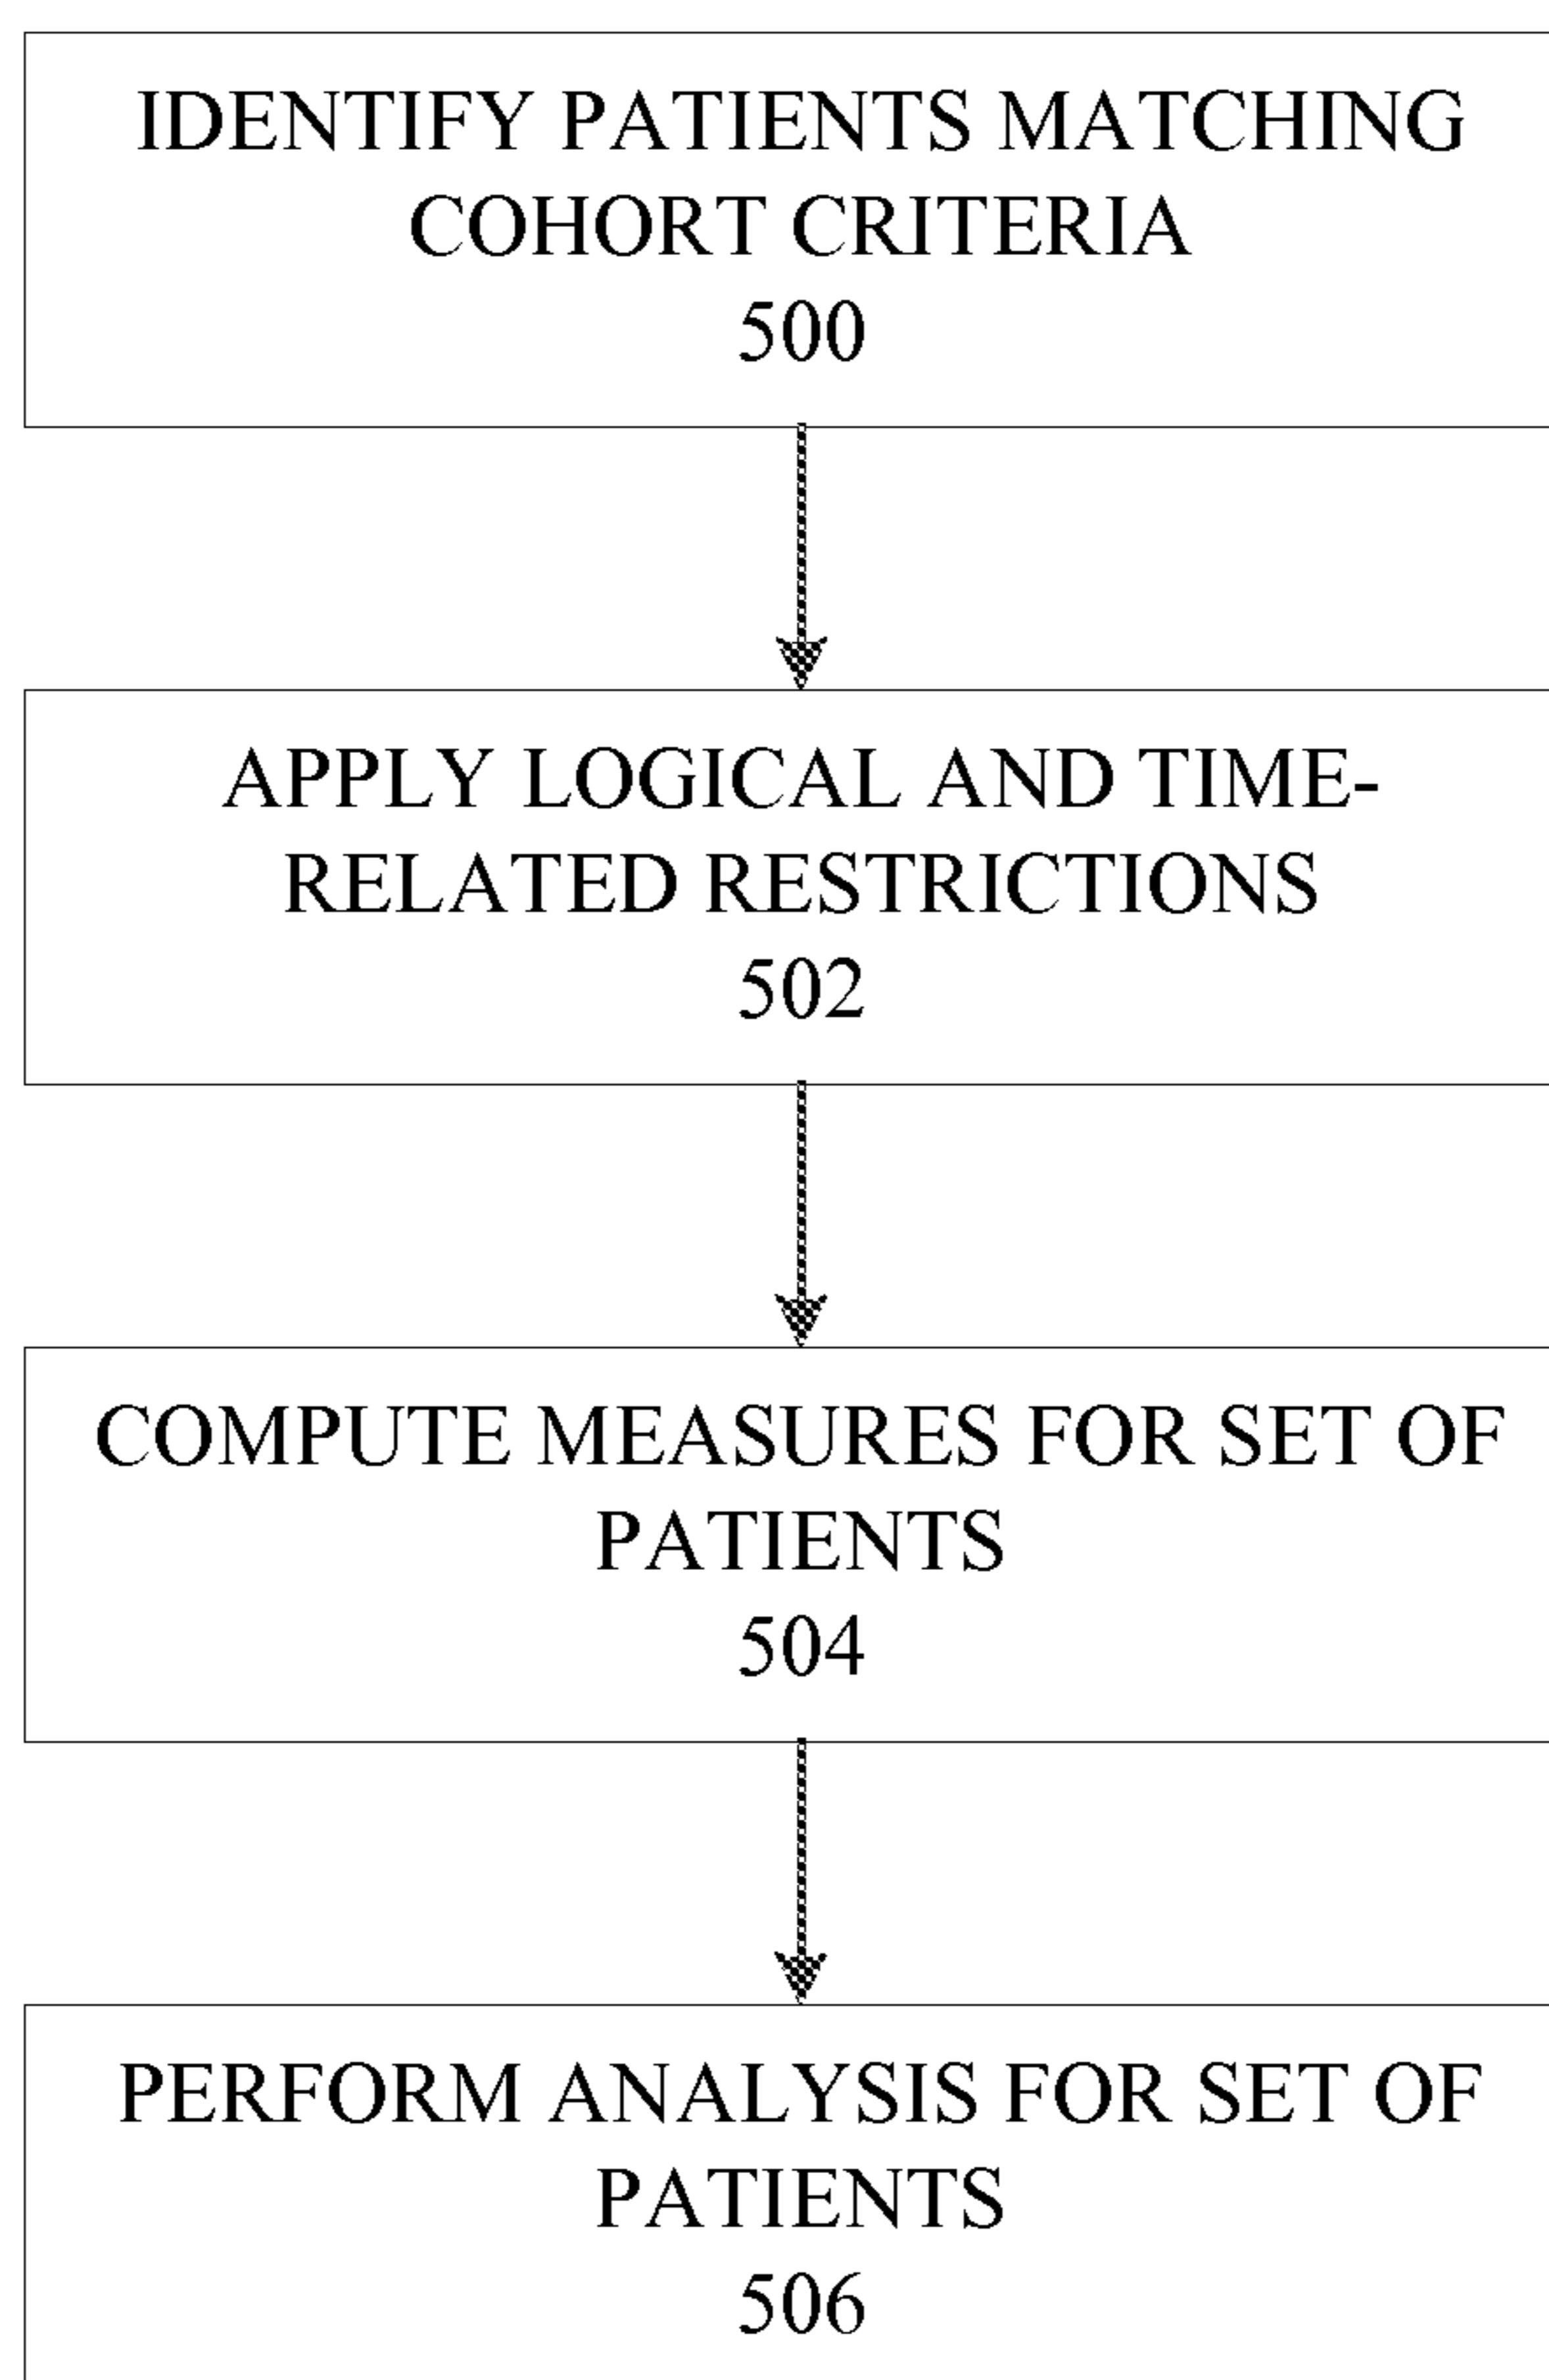 IDENTIFY PATIENTS MATCHING
COHORT CRITERIA
500
APPLY LOGICAL AND TIME-
RELATED RESTRICTIONS
502
COMPUTE MEASURES FOR SET OF
PATIENTS
504
PERFORM ANALYSIS FOR SET OF
PATIENTS
506